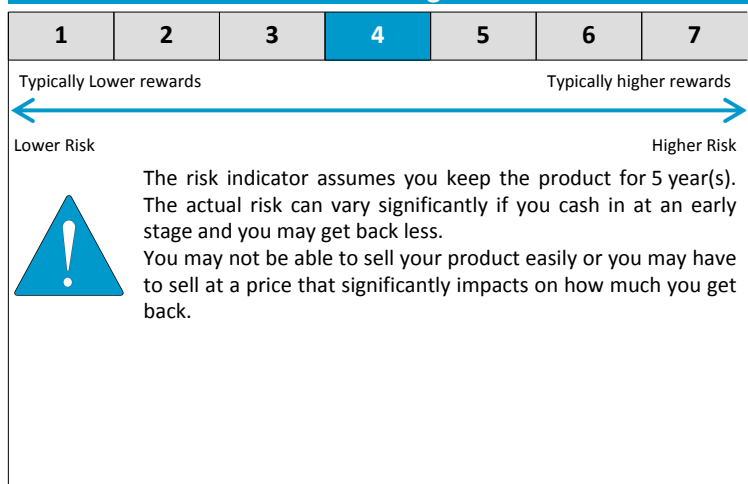 1 2 3 4 5 6 7
Typically Lower rewards Typically higher rewards
Lower Risk Higher Risk
The risk indicator assumes you keep the product for 5 year(s).
The actual risk can vary significantly if you cash in at an early
stage and you may get back less.
You may not be able to sell your product easily or you may have
to sell at a price that significantly impacts on how much you get
back.